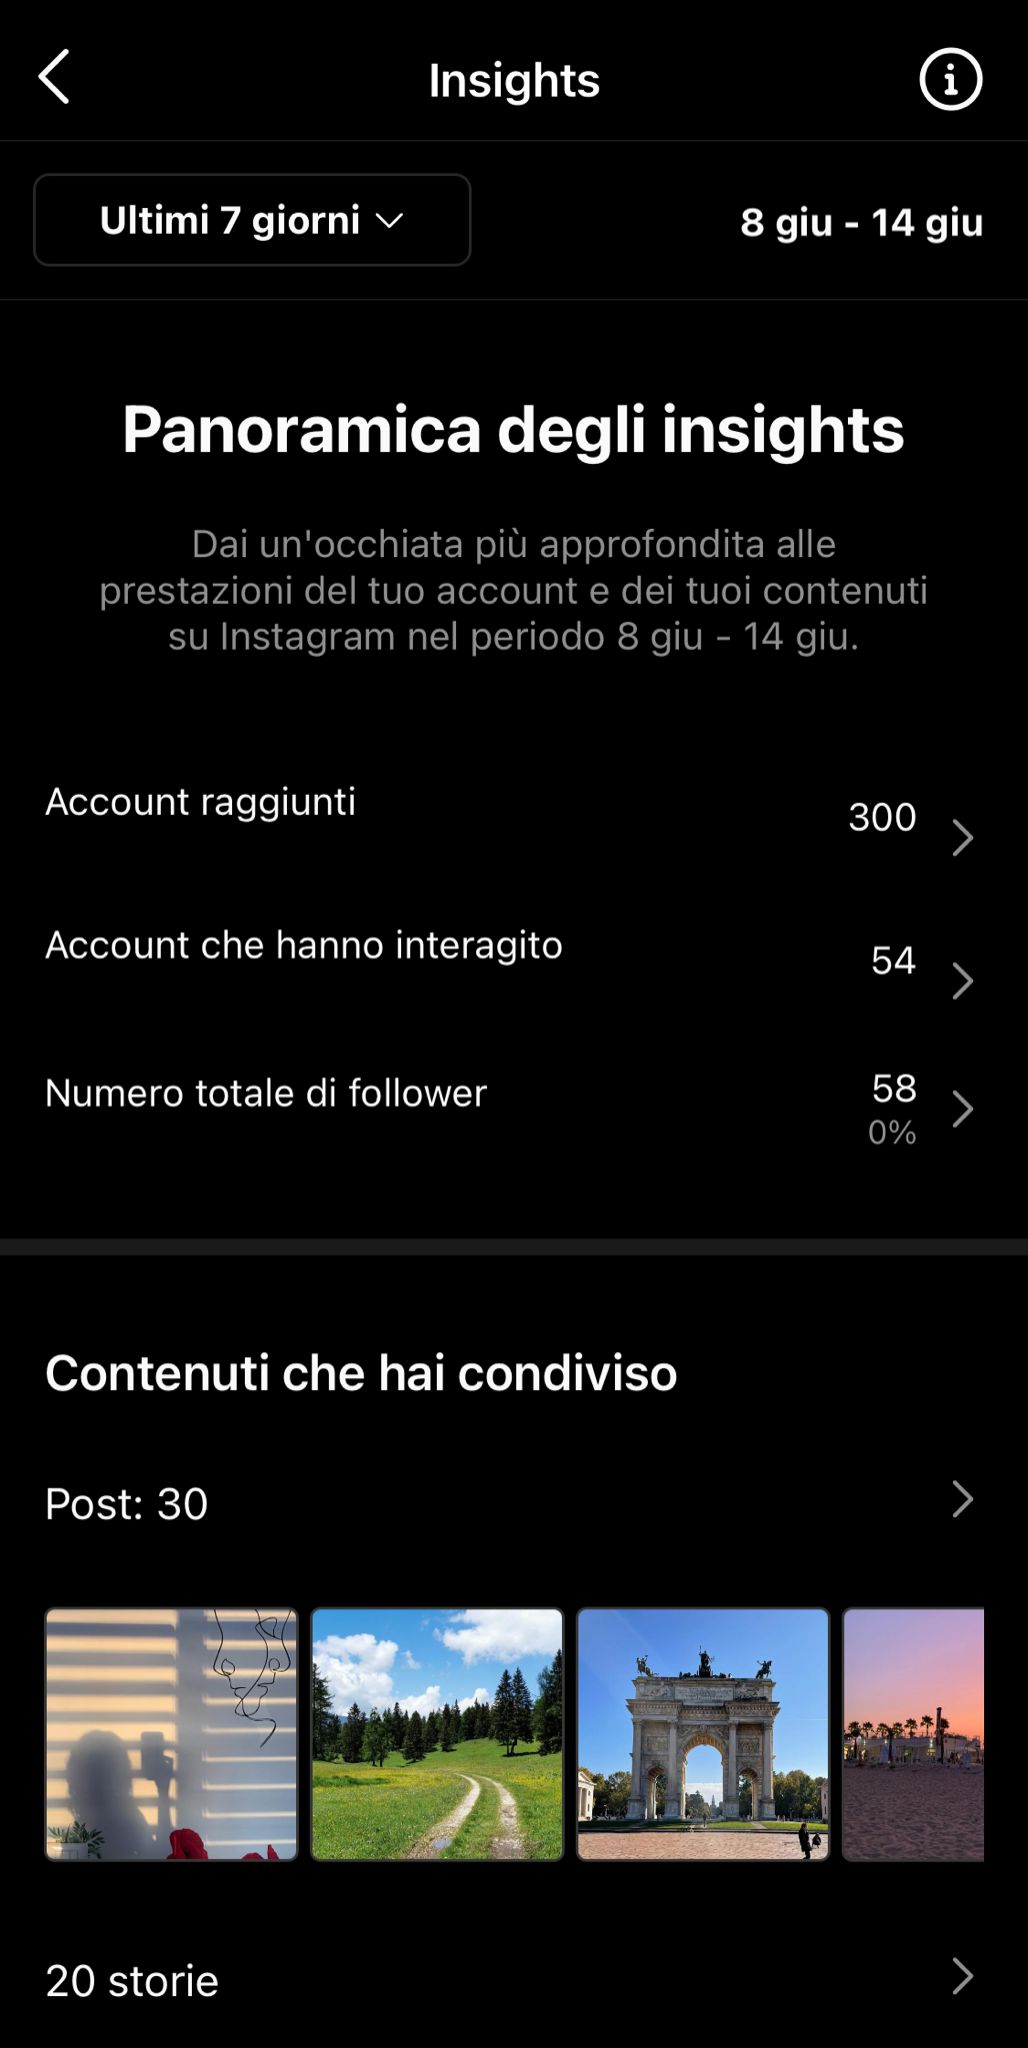 Insights
Ultimi 7 giorni
8 giu - 14 giu
Panoramica degli insights
Dai un'occhiata più approfondita alle
prestazioni del tuo account e dei tuoi contenuti
su Instagram nel periodo 8 giu - 14 giu.
Account raggiunti
300
Account che hanno interagito
54
Numero totale di follower
58
0%
Contenuti che hai condiviso
Post: 30
20 storie